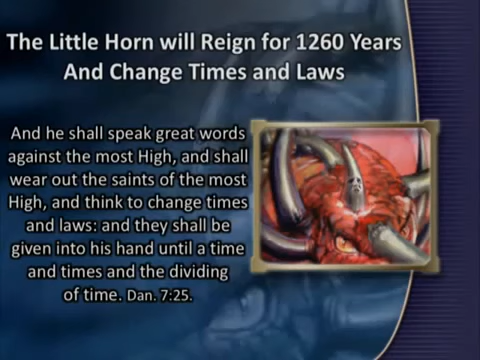 The Little Horn will Reign for 1260 Years
And Change Times and Laws
And he shall speak great words
against the most High, and shall
wear out the saints of the most
High, and think to change times
and laws: and they shall be
given into his hand until a time
and times and the dividing
of time. Dan. 7:25.